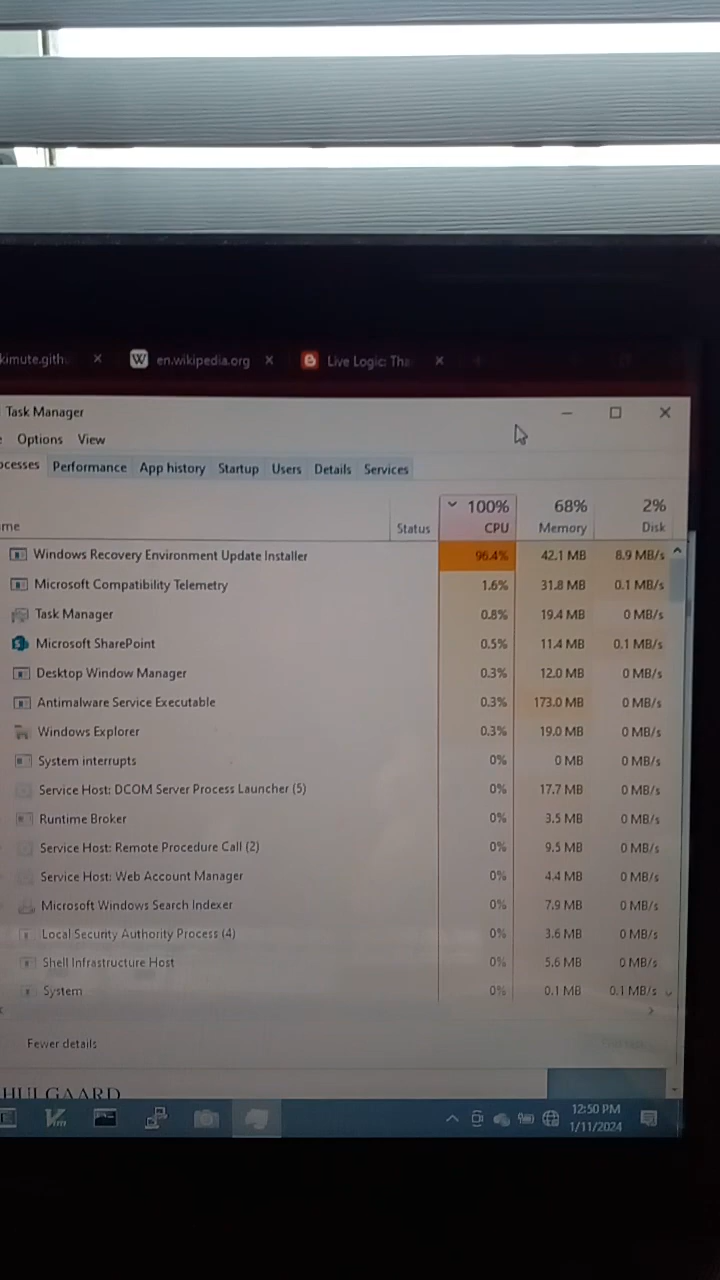 kimute.gith. × W en.wikipedia.org × B Live Logic: Tha ×
Task Manager
Options View
ocesses Performance App history Startup Users Details Services
100% 68% 2%
me Status CPU Memory Disk
Windows Recovery Environment Update Installer 96.4% 42.1 MB 8.9 MB/s
Microsoft Compatibility Telemetry 1.6% 31.8 MB 0.1 MB/s
Task Manager 0.8% 19.4 MB 0 MB/s
Microsoft SharePoint 0.5% 11.4 MB 0.1 MB/s
Desktop Window Manager 0.3% 12.0 MB 0 MB/s
Antimalware Service Executable 0.3% 173.0 MB 0 MB/s
Windows Explorer 0.3% 19.0 MB 0 MB/s
System interrupts 0% 0 MB 0 MB/s
Service Host: DCOM Server Process Launcher (5) 0% 17.7 MB 0 MB/s
Runtime Broker 0% 3.5 MB 0 MB/s
Service Host: Remote Procedure Call (2) 0% 9.5 MB 0 MB/s
Service Host: Web Account Manager 0% 4.4 MB 0 MB/s
Microsoft Windows Search Indexer 0% 7.9 MB 0 MB/s
Local Security Authority Process (4) 0% 3.6 MB 0 MB/s
Shell Infrastructure Host 0% 5.6 MB 0 MB/s
System 0% 0.1 MB 0.1 MB/s
Fewer details
HULGAARD
Vim 12:50 PM
1/11/2024